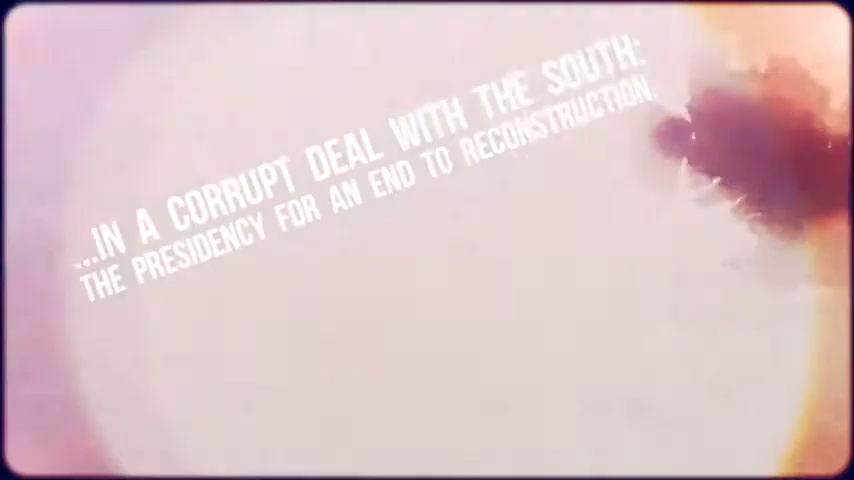 ...IN A CORRUPT DEAL WITH THE SOUTH:
THE PRESIDENCY FOR AN END TO RECONSTRUCTION.